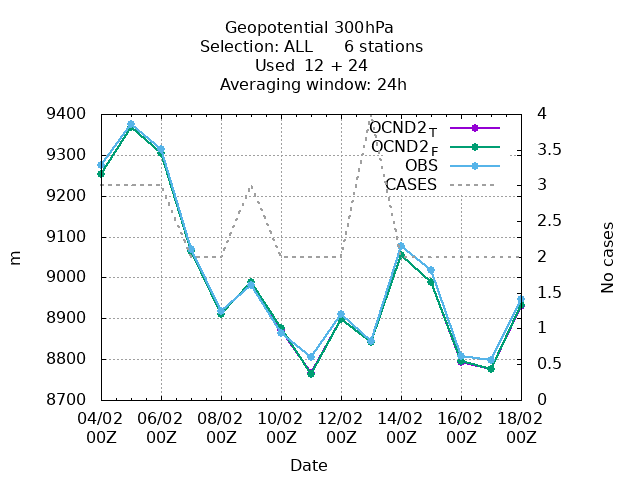 Geopotential 300hPa
Selection: ALL      6 stations
Used  12 + 24
Averaging window: 24h
9400
9300
9200
9100
9000
8900
8800
8700
m
OCND2T
OCND2F
OBS
CASES
4
3.5
3
2.5
2
1.5
1
0.5
0
No cases
04/02 06/02 08/02 10/02 12/02 14/02 16/02 18/02
00Z 00Z 00Z 00Z 00Z 00Z 00Z 00Z
Date